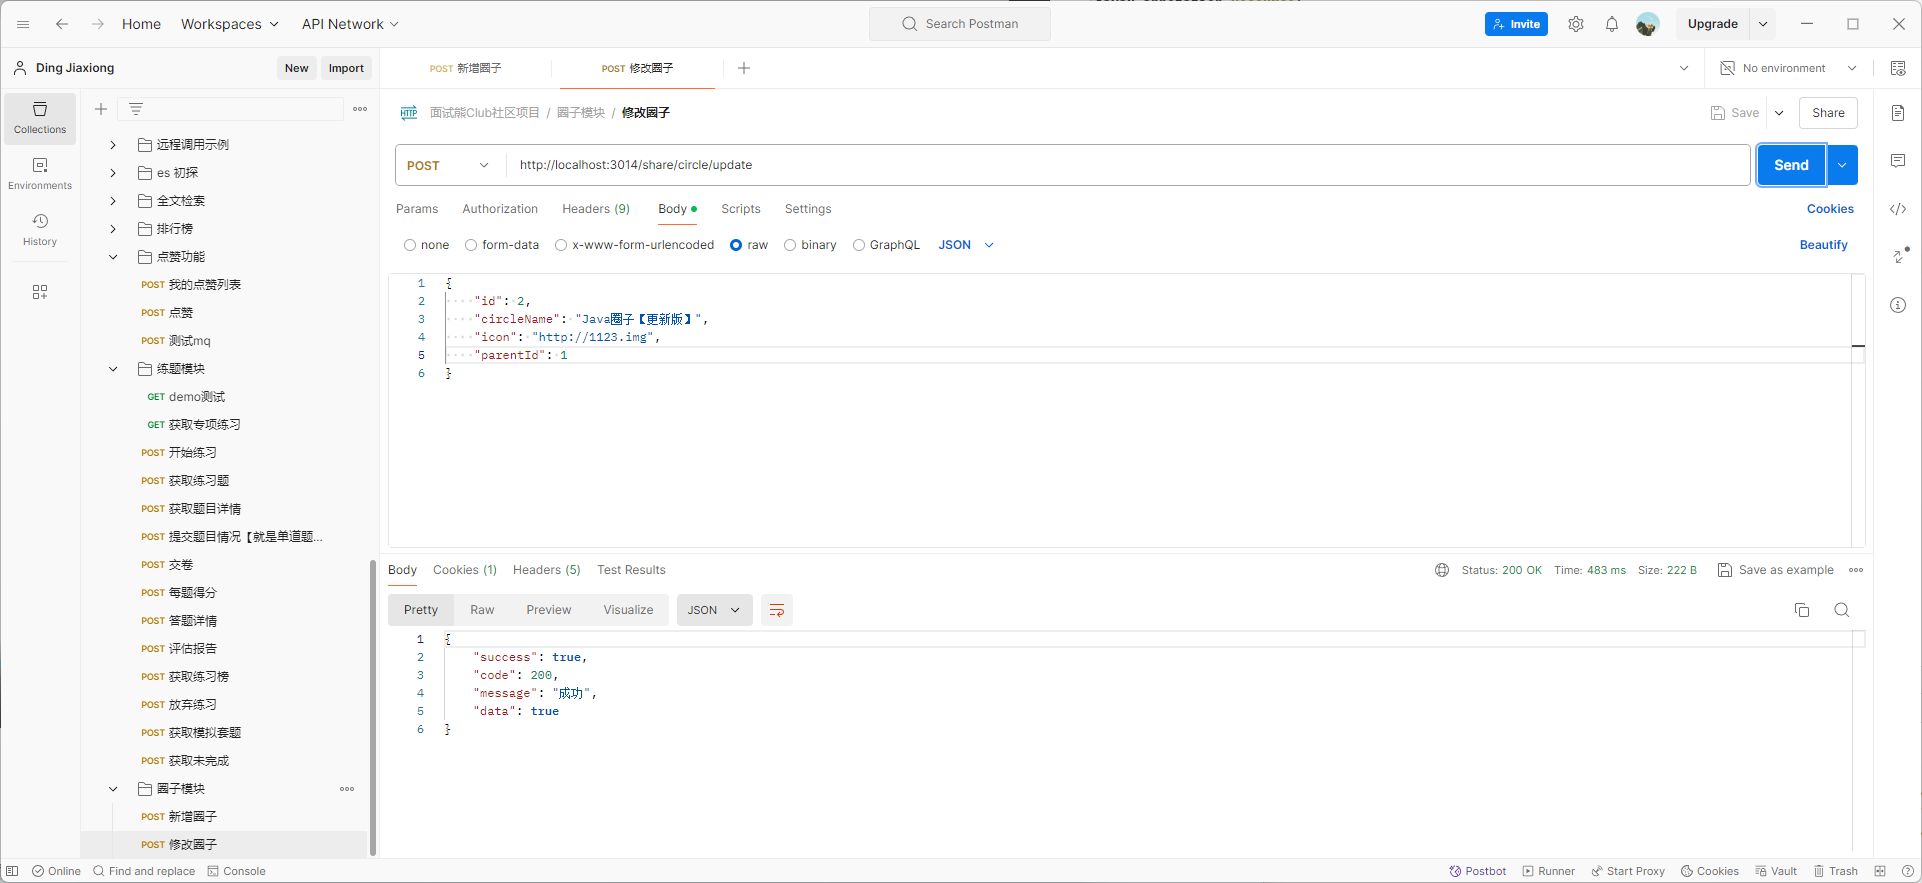 Home
Workspaces
API Network
Search Postman
Invite
Upgrade
Ding Jiaxiong
New
Import
POST 新增圈子
POST 修改圈子
No environment
Collections
Environments
History
远程调用示例
es 初探
全文检索
排行榜
点赞功能
POST 我的点赞列表
POST 点赞
POST 测试mq
练题模块
GET demo测试
GET 获取专项练习
POST 开始练习
POST 获取练习题
POST 获取题目详情
POST 提交题目情况【就是单道题...
POST 交卷
POST 每题得分
POST 答题详情
POST 评估报告
POST 获取练习榜
POST 放弃练习
POST 获取模拟套题
POST 获取未完成
圈子模块
POST 新增圈子
POST 修改圈子
HTTP 面试熊Club社区项目 / 圈子模块 / 修改圈子
Save
Share
POST
http://localhost:3014/share/circle/update
Send
Params Authorization Headers (9) Body Scripts Settings
Cookies
none form-data x-www-form-urlencoded raw binary GraphQL JSON
Beautify
1 {
2 "id": 2,
3 "circleName": "Java圈子【更新版】",
4 "icon": "http://1123.img",
5 "parentId": 1
6 }
Body Cookies (1) Headers (5) Test Results
Status: 200 OK Time: 483 ms Size: 222 B
Save as example
Pretty Raw Preview Visualize JSON
1 {
2 "success": true,
3 "code": 200,
4 "message": "成功",
5 "data": true
6 }
Online
Find and replace
Console
Postbot
Runner
Start Proxy
Cookies
Vault
Trash